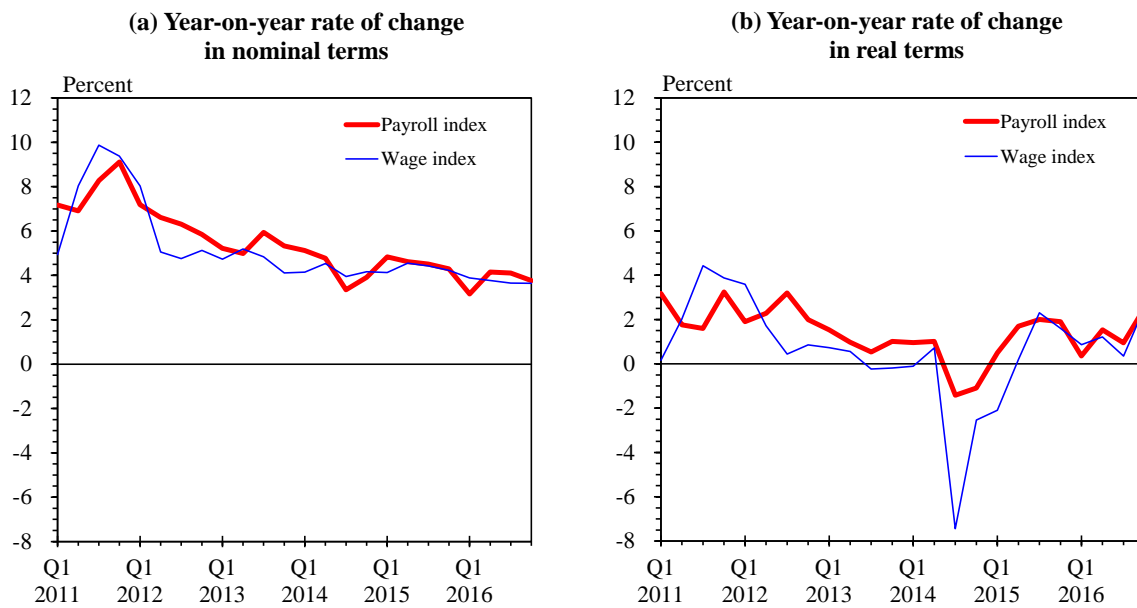 (a) Year-on-year rate of change
in nominal terms
Percent
12
10
8
6
4
2
0
-2
-4
-6
-8
Payroll index
Wage index
Q1 Q1 Q1 Q1 Q1 Q1
2011 2012 2013 2014 2015 2016
(b) Year-on-year rate of change
in real terms
Percent
12
10
8
6
4
2
0
-2
-4
-6
-8
Payroll index
Wage index
Q1 Q1 Q1 Q1 Q1 Q1
2011 2012 2013 2014 2015 2016